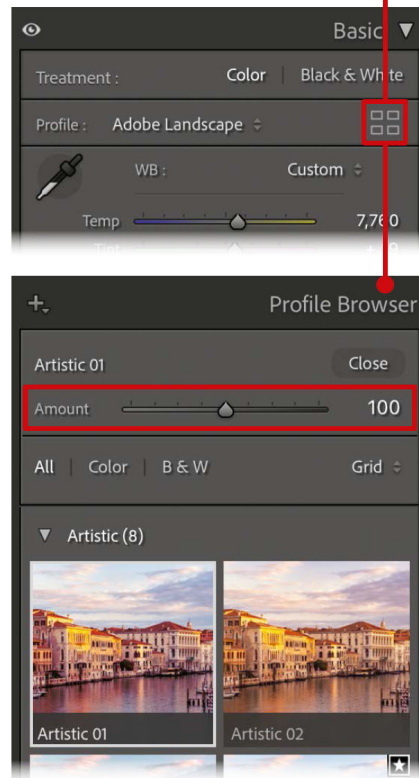 Basic
Treatment : Color Black & White
Profile : Adobe Landscape
WB : Custom
Temp 7,760
Tint
Profile Browser
Artistic 01 Close
Amount 100
All Color B & W Grid
Artistic (8)
Artistic 01 Artistic 02